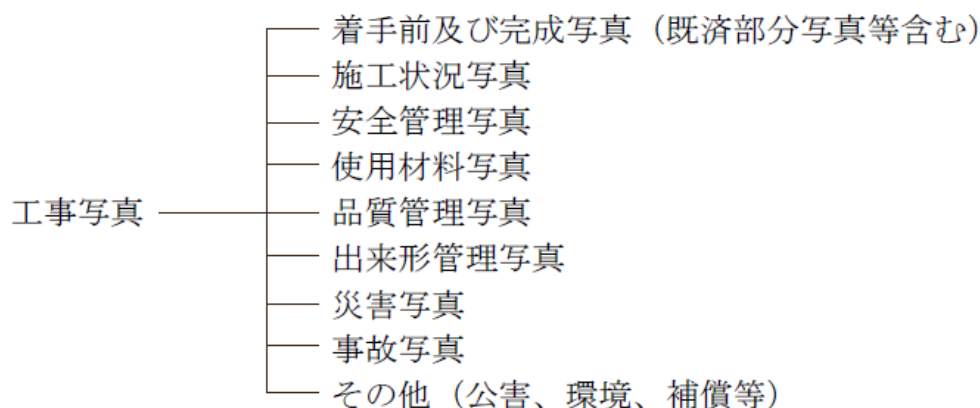 着手前及び完成写真（既済部分写真等含む）
施工状況写真
安全管理写真
使用材料写真
工事写真
品質管理写真
出来形管理写真
災害写真
事故写真
その他（公害、環境、補償等）